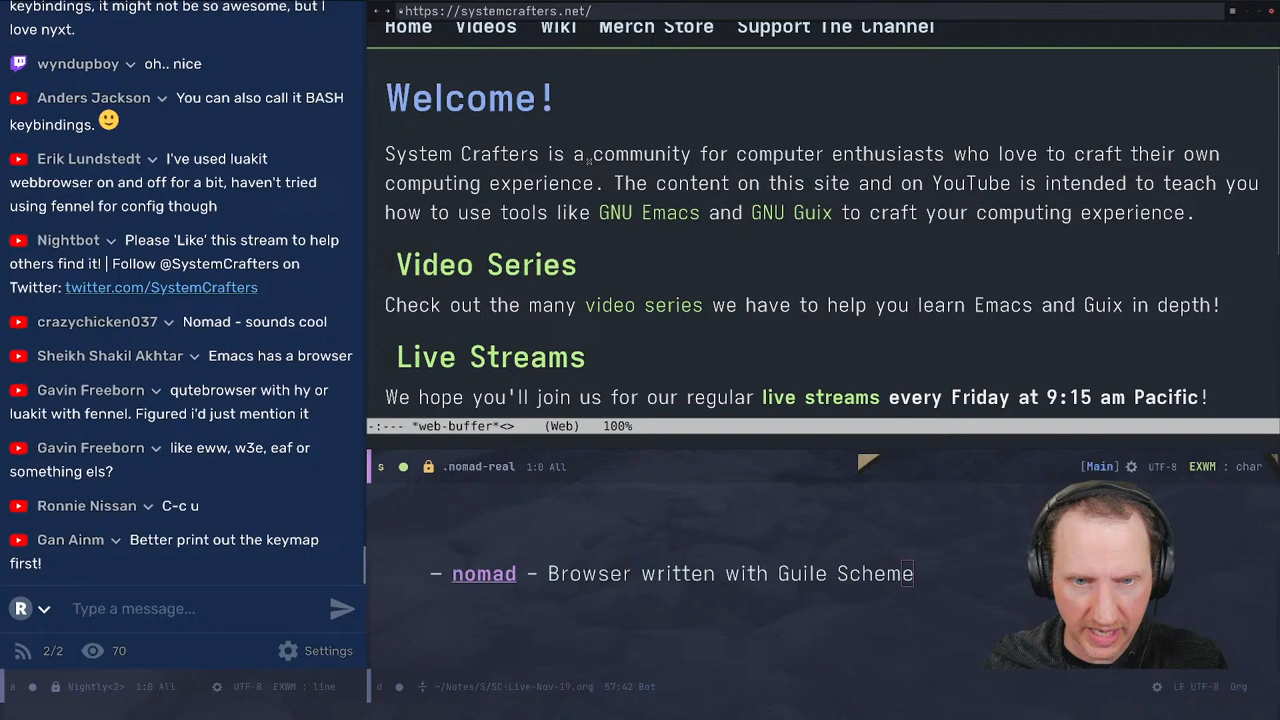 keybindings, it might not be so awesome, but I
love nyxt.
wyndupboy oh.. nice
Anders Jackson You can also call it BASH
keybindings. 🙂
Erik Lundstedt I've used luakit
webbrowser on and off for a bit, haven't tried
using fennel for config though
Nightbot Please 'Like' this stream to help
others find it! | Follow @SystemCrafters on
Twitter: twitter.com/SystemCrafters
crazychicken037 Nomad - sounds cool
Sheikh Shakil Akhtar Emacs has a browser
Gavin Freeborn qutebrowser with hy or
luakit with fennel. Figured i'd just mention it
Gavin Freeborn like eww, w3e, eaf or
something els?
Ronnie Nissan C-c u
Gan Ainm Better print out the keymap
first!
R Type a message...
2/2 70 Settings
a Nightly<2> 1:0 All UTF-8 EXWM : line
https://systemcrafters.net/
Home Videos Wiki Merch Store Support The Channel
Welcome!
System Crafters is a community for computer enthusiasts who love to craft their own
computing experience. The content on this site and on YouTube is intended to teach you
how to use tools like GNU Emacs and GNU Guix to craft your computing experience.
Video Series
Check out the many video series we have to help you learn Emacs and Guix in depth!
Live Streams
We hope you'll join us for our regular live streams every Friday at 9:15 am Pacific!
-:--- *web-buffer*<> (Web) 100%
s .nomad-real 1:0 All [Main] UTF-8 EXWM : char
– nomad – Browser written with Guile Scheme
d ~/Notes/S/SC-Live-Nov-19.org 57:42 Bot LF UTF-8 Org